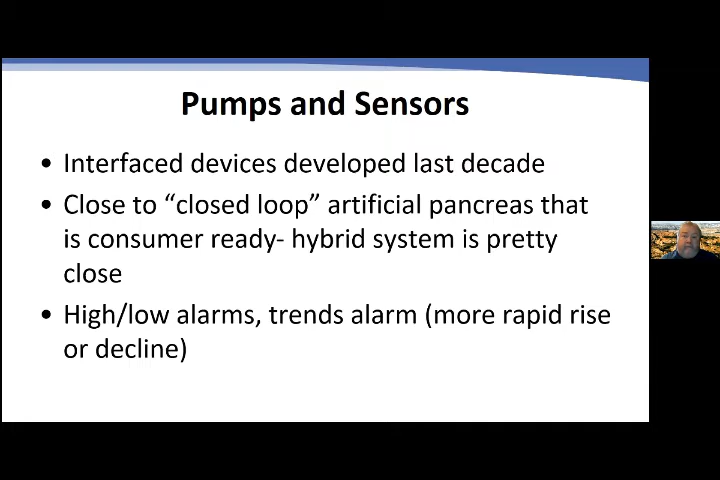 Pumps and Sensors
• Interfaced devices developed last decade
• Close to “closed loop” artificial pancreas that
is consumer ready- hybrid system is pretty
close
• High/low alarms, trends alarm (more rapid rise
or decline)